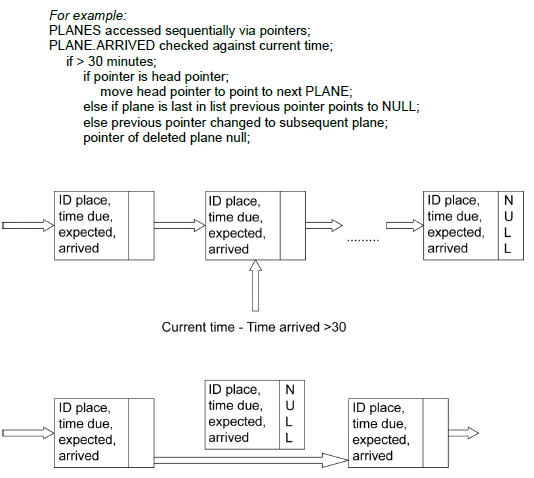 For example:
PLANES accessed sequentially via pointers;
PLANE.ARRIVED checked against current time;
if > 30 minutes;
if pointer is head pointer;
move head pointer to point to next PLANE;
else if plane is last in list previous pointer points to NULL;
else previous pointer changed to subsequent plane;
pointer of deleted plane null;
ID place,
time due,
expected,
arrived
ID place,
time due,
expected,
arrived
.........
ID place,
time due,
expected,
arrived
N
U
L
L
Current time - Time arrived >30
ID place,
time due,
expected,
arrived
ID place,
time due,
expected,
arrived
N
U
L
L
ID place,
time due,
expected,
arrived